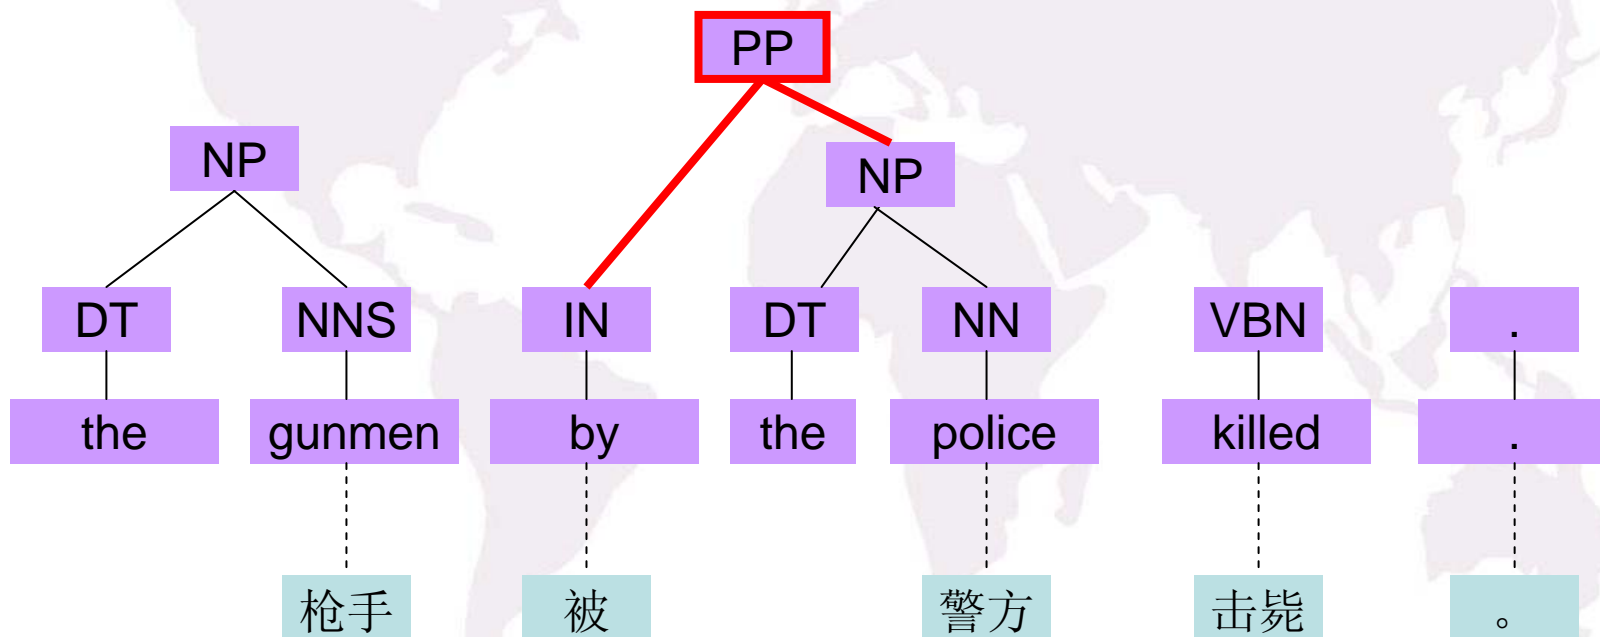 PP
NP
NP
DT NNS IN DT NN VBN .
the gunmen by the police killed .
枪手 被 警方 击毙 。